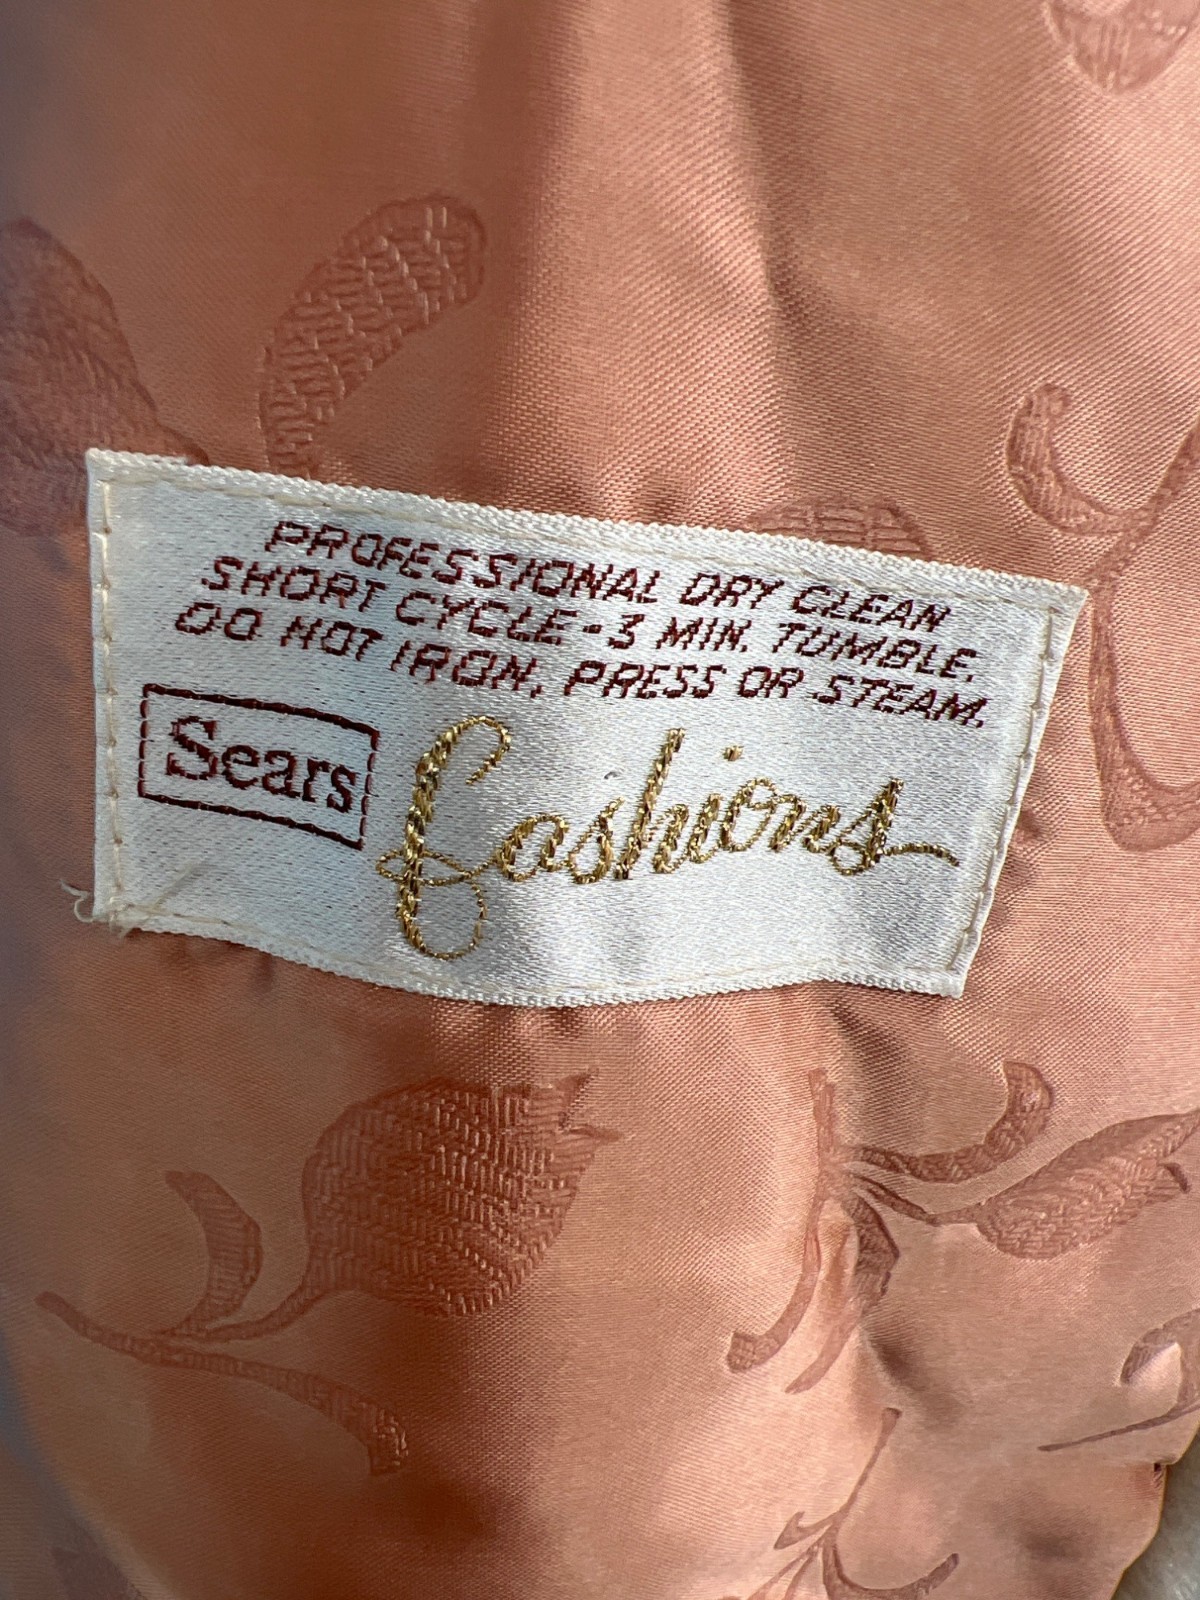 PROFESSIONAL DRY CLEAN
SHORT CYCLE-3 MIN. TUMBLE.
DO NOT IRON, PRESS OR STEAM.
Sears
Fashions